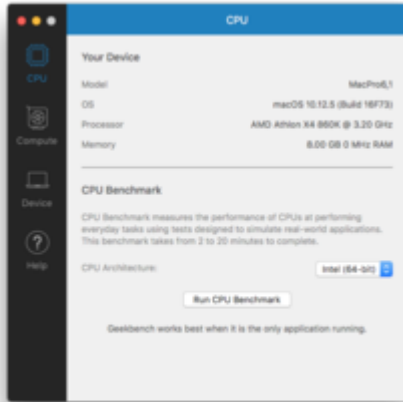 CPU
CPU
Compute
Device
Help
Your Device
Model MacPro6,1
OS macOS 10.12.5 (Build 16F73)
Processor AMD Athlon X4 860K @ 3.20 GHz
Memory 8.00 GB 0 MHz RAM
CPU Benchmark
CPU Benchmark measures the performance of CPUs at performing
everyday tasks using tests designed to simulate real-world applications.
This benchmark takes from 2 to 20 minutes to complete.
CPU Architecture: Intel (64-bit)
Run CPU Benchmark
Geekbench works best when it is the only application running.